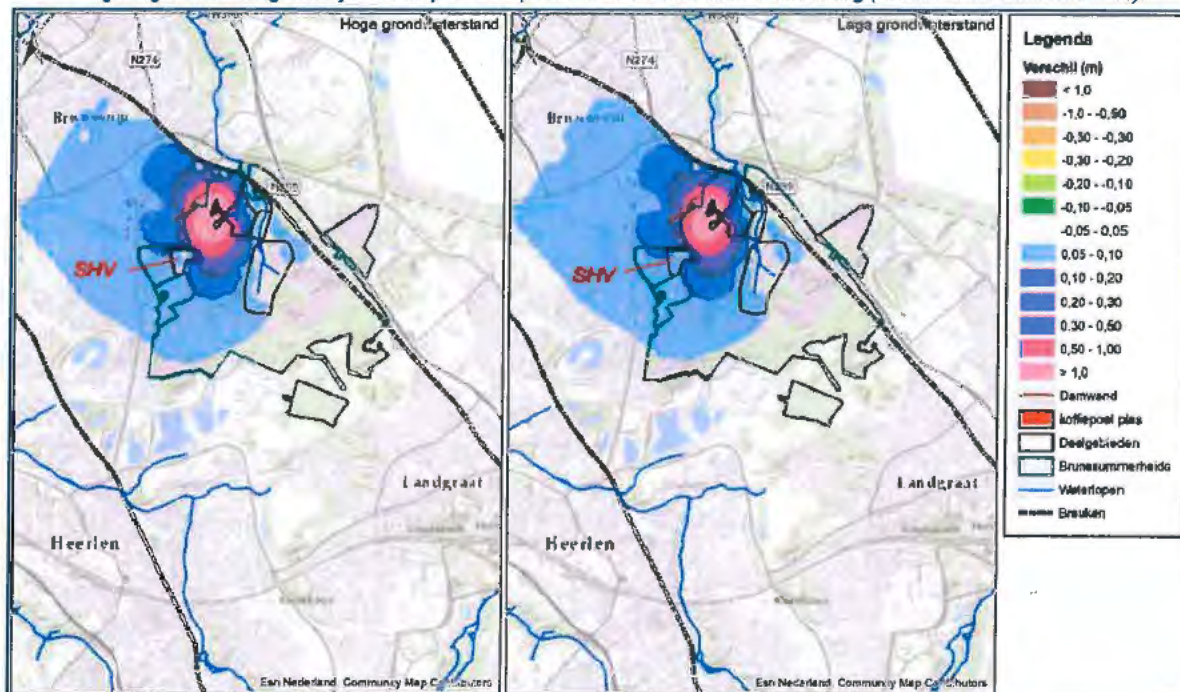 Hoge grondwaterstand
N274
SHV
Landgraaf
Heerlen
Esri Nederland, Community Map Contributors
Lage grondwaterstand
N274
SHV
Landgraaf
Heerlen
Esri Nederland, Community Map Contributors
Legenda
Verschil (m)
< 1,0
-1,0 - -0,50
-0,30 - -0,30
-0,30 - -0,20
-0,20 - -0,10
-0,10 - -0,05
-0,05 - 0,05
0,05 - 0,10
0,10 - 0,20
0,20 - 0,30
0,30 - 0,50
0,50 - 1,00
> 1,0
Damwand
koffiepoel plas
Deelgebieden
Brunssummerheide
Waterlopen
Breuken